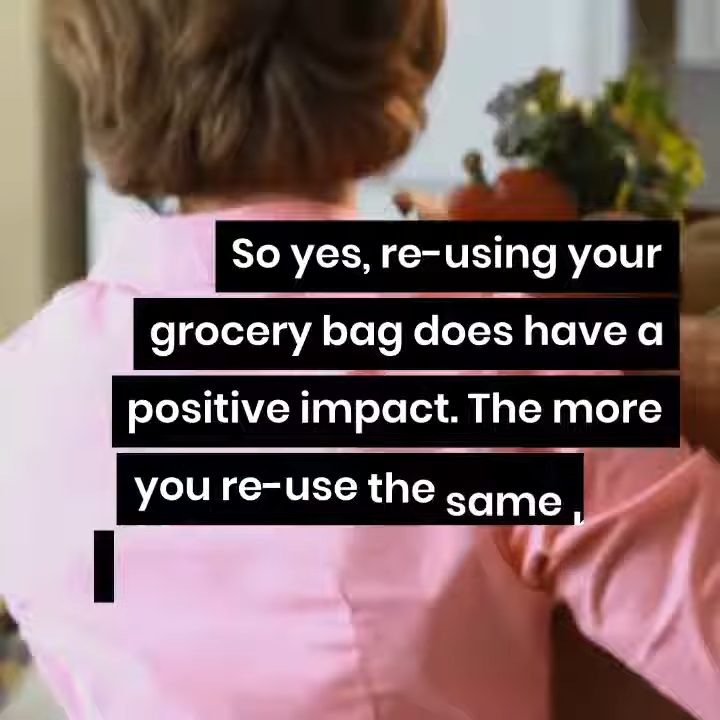 So yes, re-using your
grocery bag does have a
positive impact. The more
you re-use the same